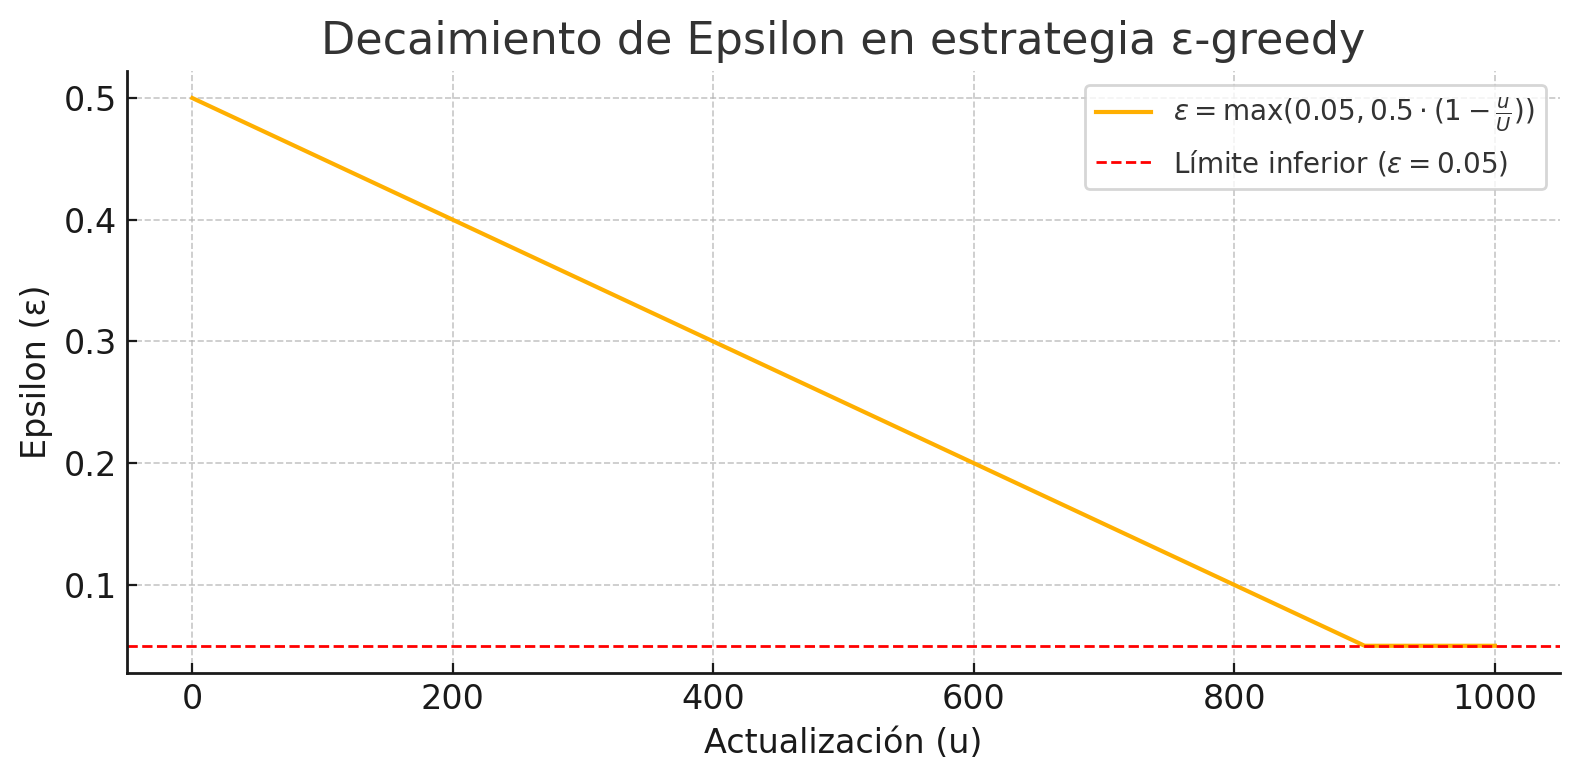 Decaimiento de Epsilon en estrategia ε-greedy
ε = max(0.05, 0.5 · (1 − u/U))
Límite inferior (ε = 0.05)
Epsilon (ε)
0.5
0.4
0.3
0.2
0.1
0 200 400 600 800 1000
Actualización (u)